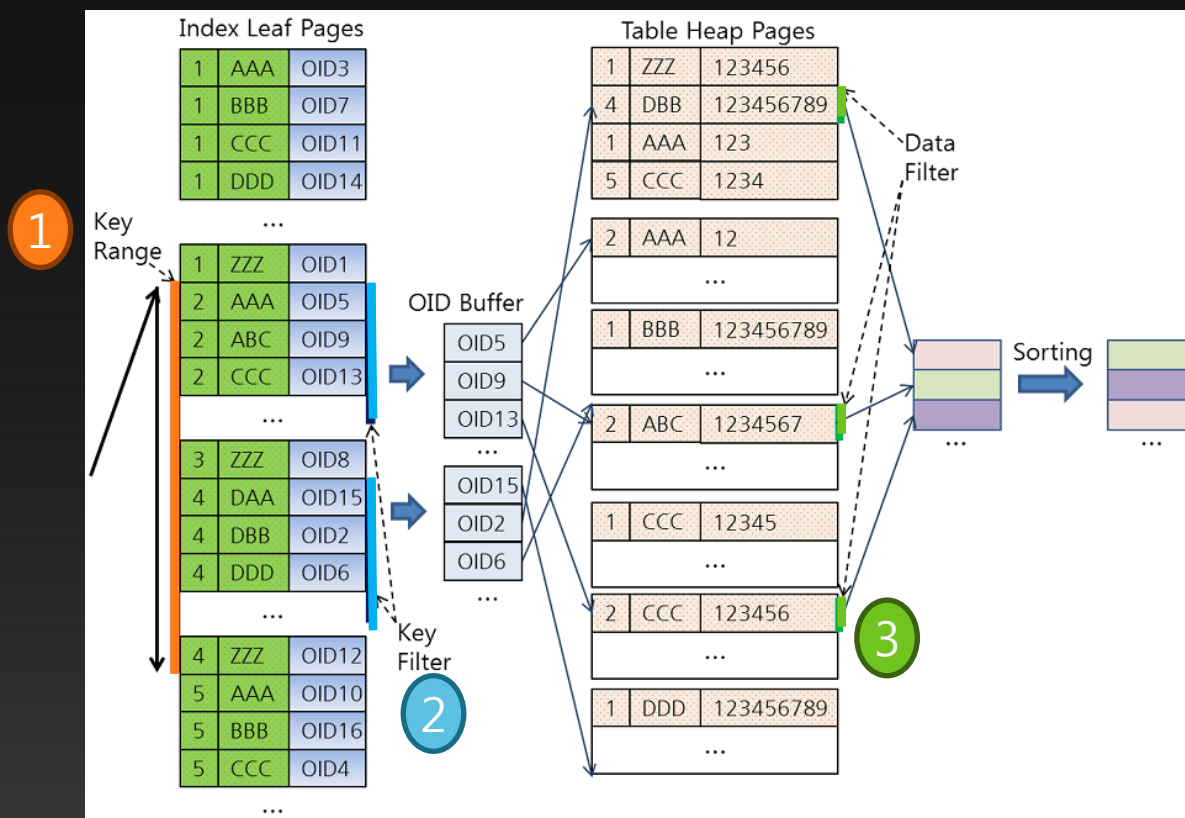 Index Leaf Pages
1 AAA OID3
1 BBB OID7
1 CCC OID11
1 DDD OID14
...
1
Key
Range
1 ZZZ OID1
2 AAA OID5
2 ABC OID9
2 CCC OID13
...
3 ZZZ OID8
4 DAA OID15
4 DBB OID2
4 DDD OID6
...
4 ZZZ OID12
5 AAA OID10
5 BBB OID16
5 CCC OID4
...
Key
Filter
2
OID Buffer
OID5
OID9
OID13
...
OID15
OID2
OID6
...
Table Heap Pages
1 ZZZ 123456
4 DBB 123456789
1 AAA 123
5 CCC 1234
2 AAA 12
...
1 BBB 123456789
...
2 ABC 1234567
...
1 CCC 12345
...
2 CCC 123456
...
1 DDD 123456789
...
Data
Filter
3
...
Sorting
...